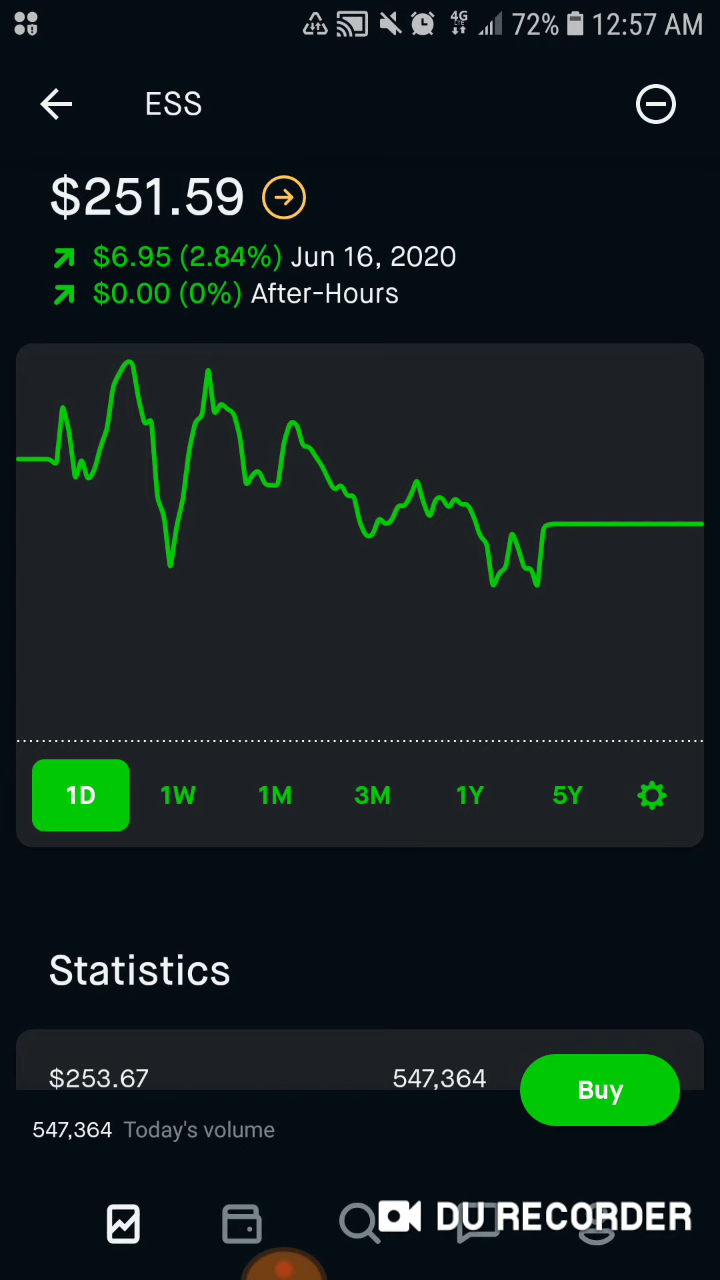 4G 72% 12:57 AM
ESS
$251.59
$6.95 (2.84%) Jun 16, 2020
$0.00 (0%) After-Hours
1D 1W 1M 3M 1Y 5Y
Statistics
$253.67 547,364 Buy
547,364 Today's volume
DU RECORDER